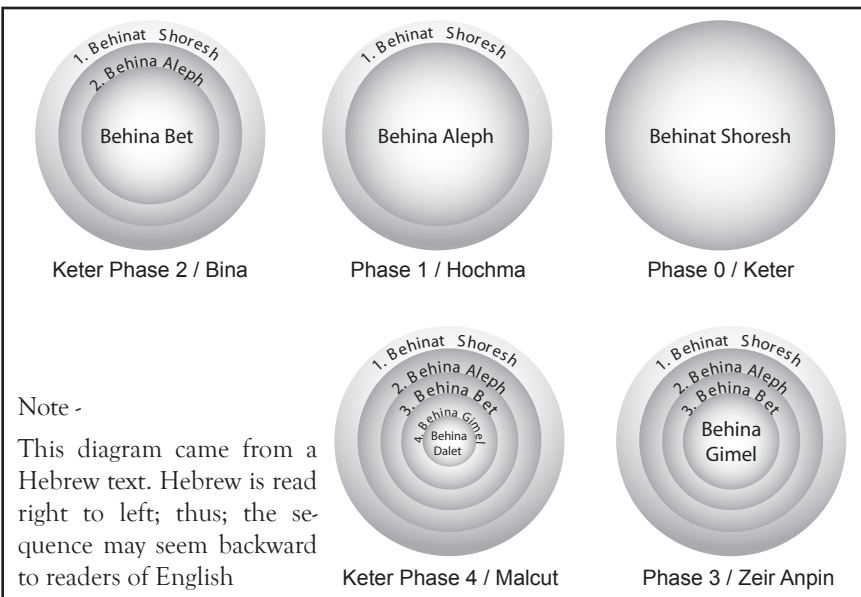 1. Behinat Shoresh
2. Behina Aleph
Behina Bet
Keter Phase 2 / Bina
1. Behinat Shoresh
Behina Aleph
Phase 1 / Hochma
Behinat Shoresh
Phase 0 / Keter
Note -
This diagram came from a
Hebrew text. Hebrew is read
right to left; thus; the se-
quence may seem backward
to readers of English
1. Behinat Shoresh
2. Behina Aleph
3. Behina Bet
4. Behina Gimel
Behina
Dalet
Keter Phase 4 / Malcut
1. Behinat Shoresh
2. Behina Aleph
3. Behina Bet
Behina
Gimel
Phase 3 / Zeir Anpin